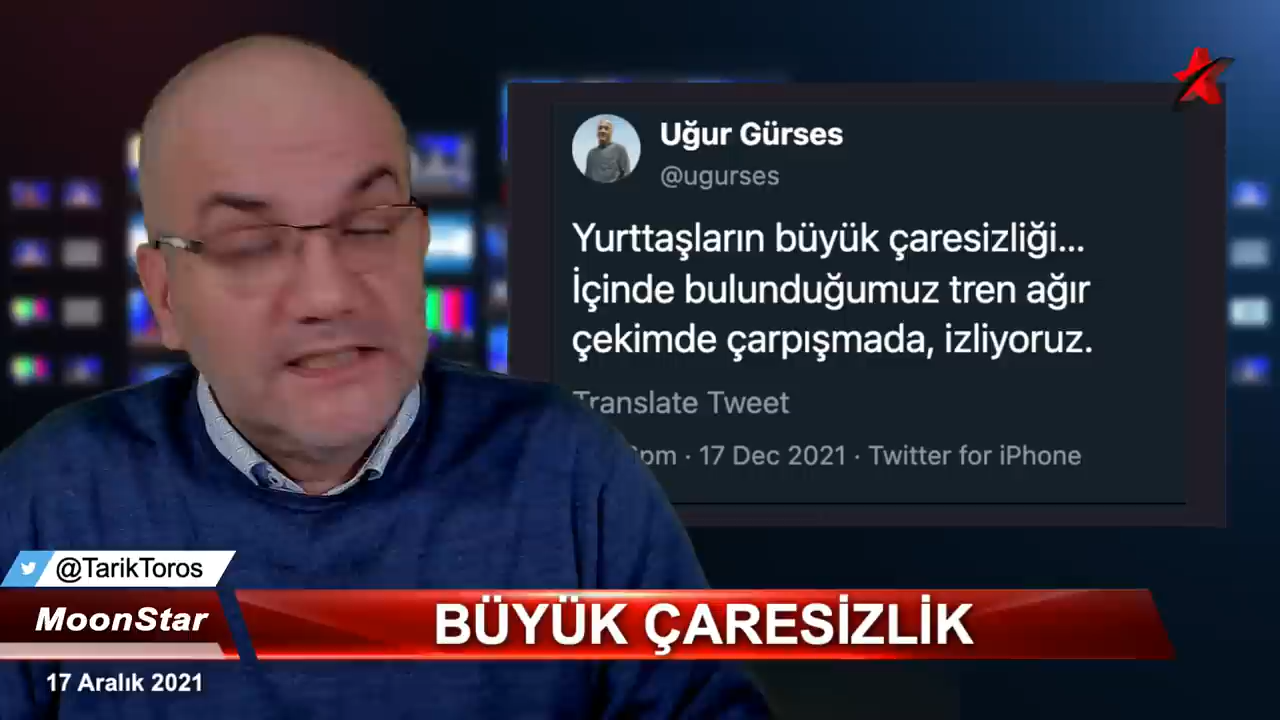 Uğur Gürses
@ugurses
Yurttaşların büyük çaresizliği...
İçinde bulunduğumuz tren ağır
çekimde çarpışmada, izliyoruz.
Translate Tweet
pm · 17 Dec 2021 · Twitter for iPhone
@TarikToros
MoonStar
BÜYÜK ÇARESİZLİK
17 Aralık 2021